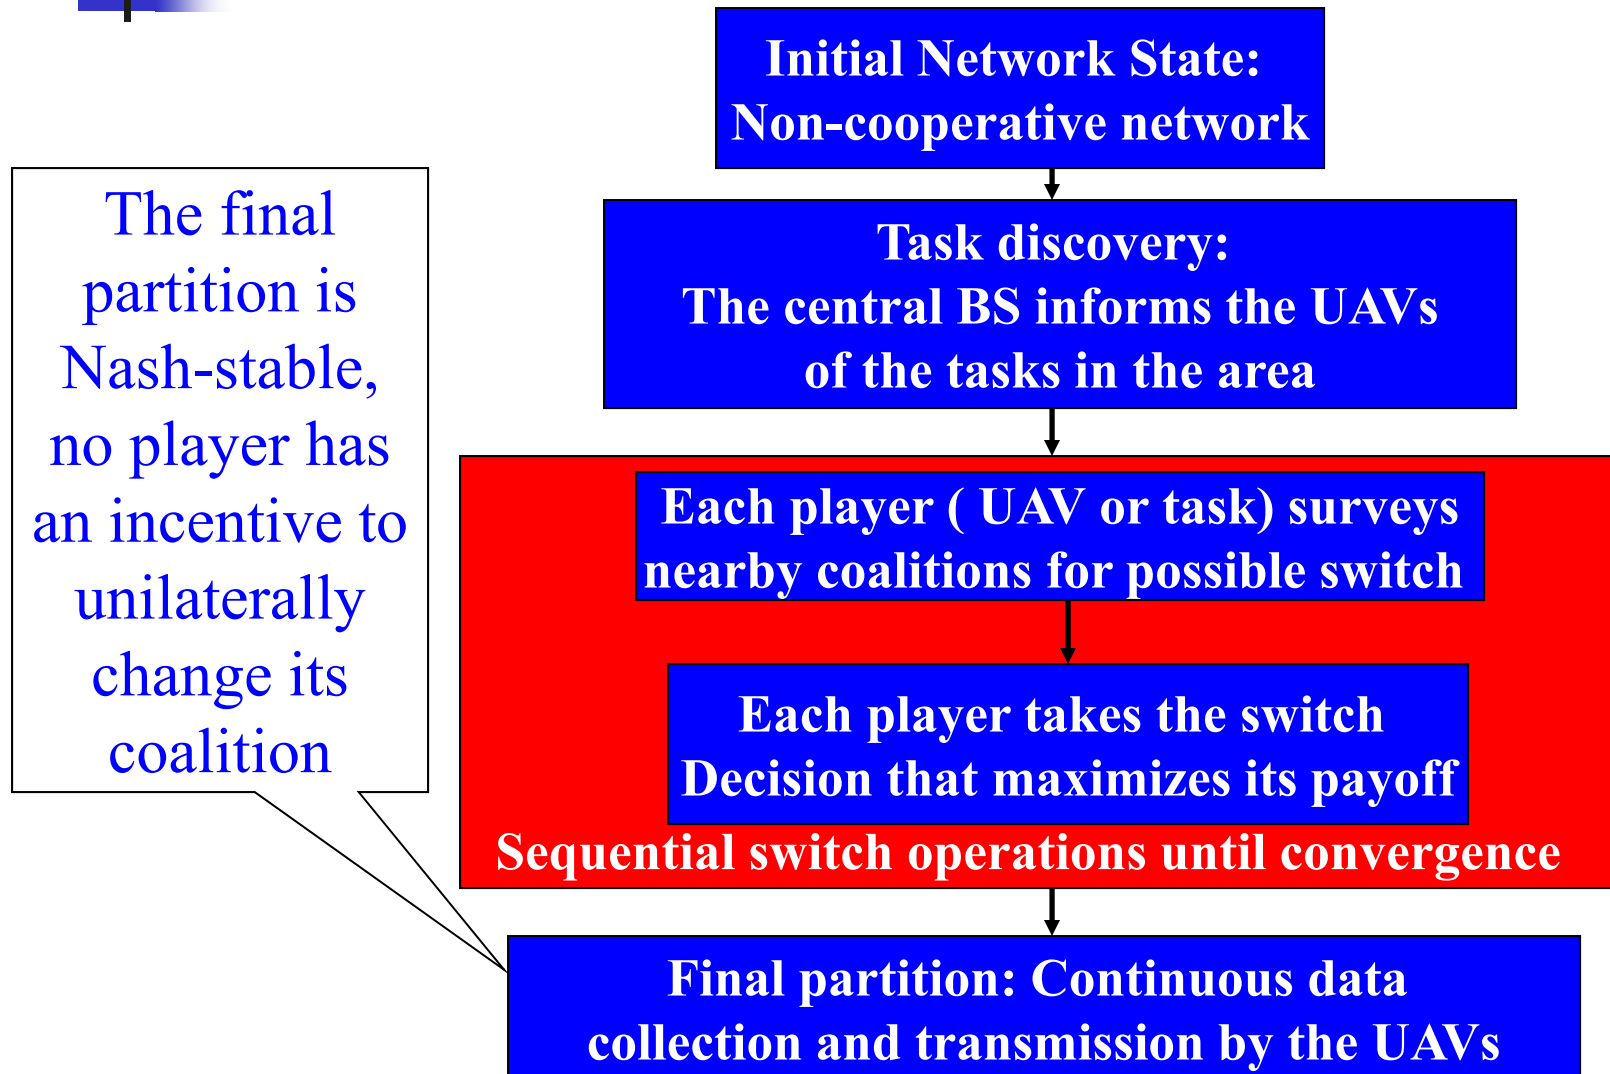 Initial Network State:
Non-cooperative network
Task discovery:
The central BS informs the UAVs
of the tasks in the area
The final
partition is
Nash-stable,
no player has
an incentive to
unilaterally
change its
coalition
Each player ( UAV or task) surveys
nearby coalitions for possible switch
Each player takes the switch
Decision that maximizes its payoff
Sequential switch operations until convergence
Final partition: Continuous data
collection and transmission by the UAVs